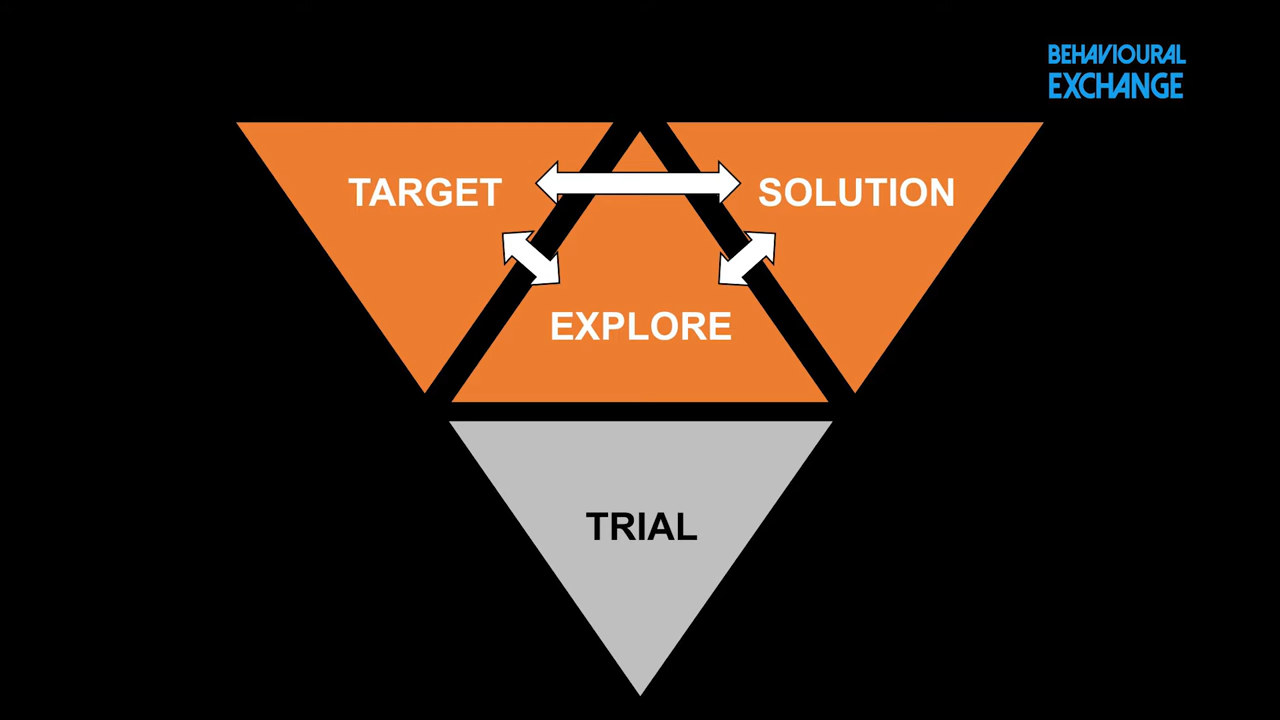 BEHAVIOURAL
EXCHANGE
TARGET
SOLUTION
EXPLORE
TRIAL